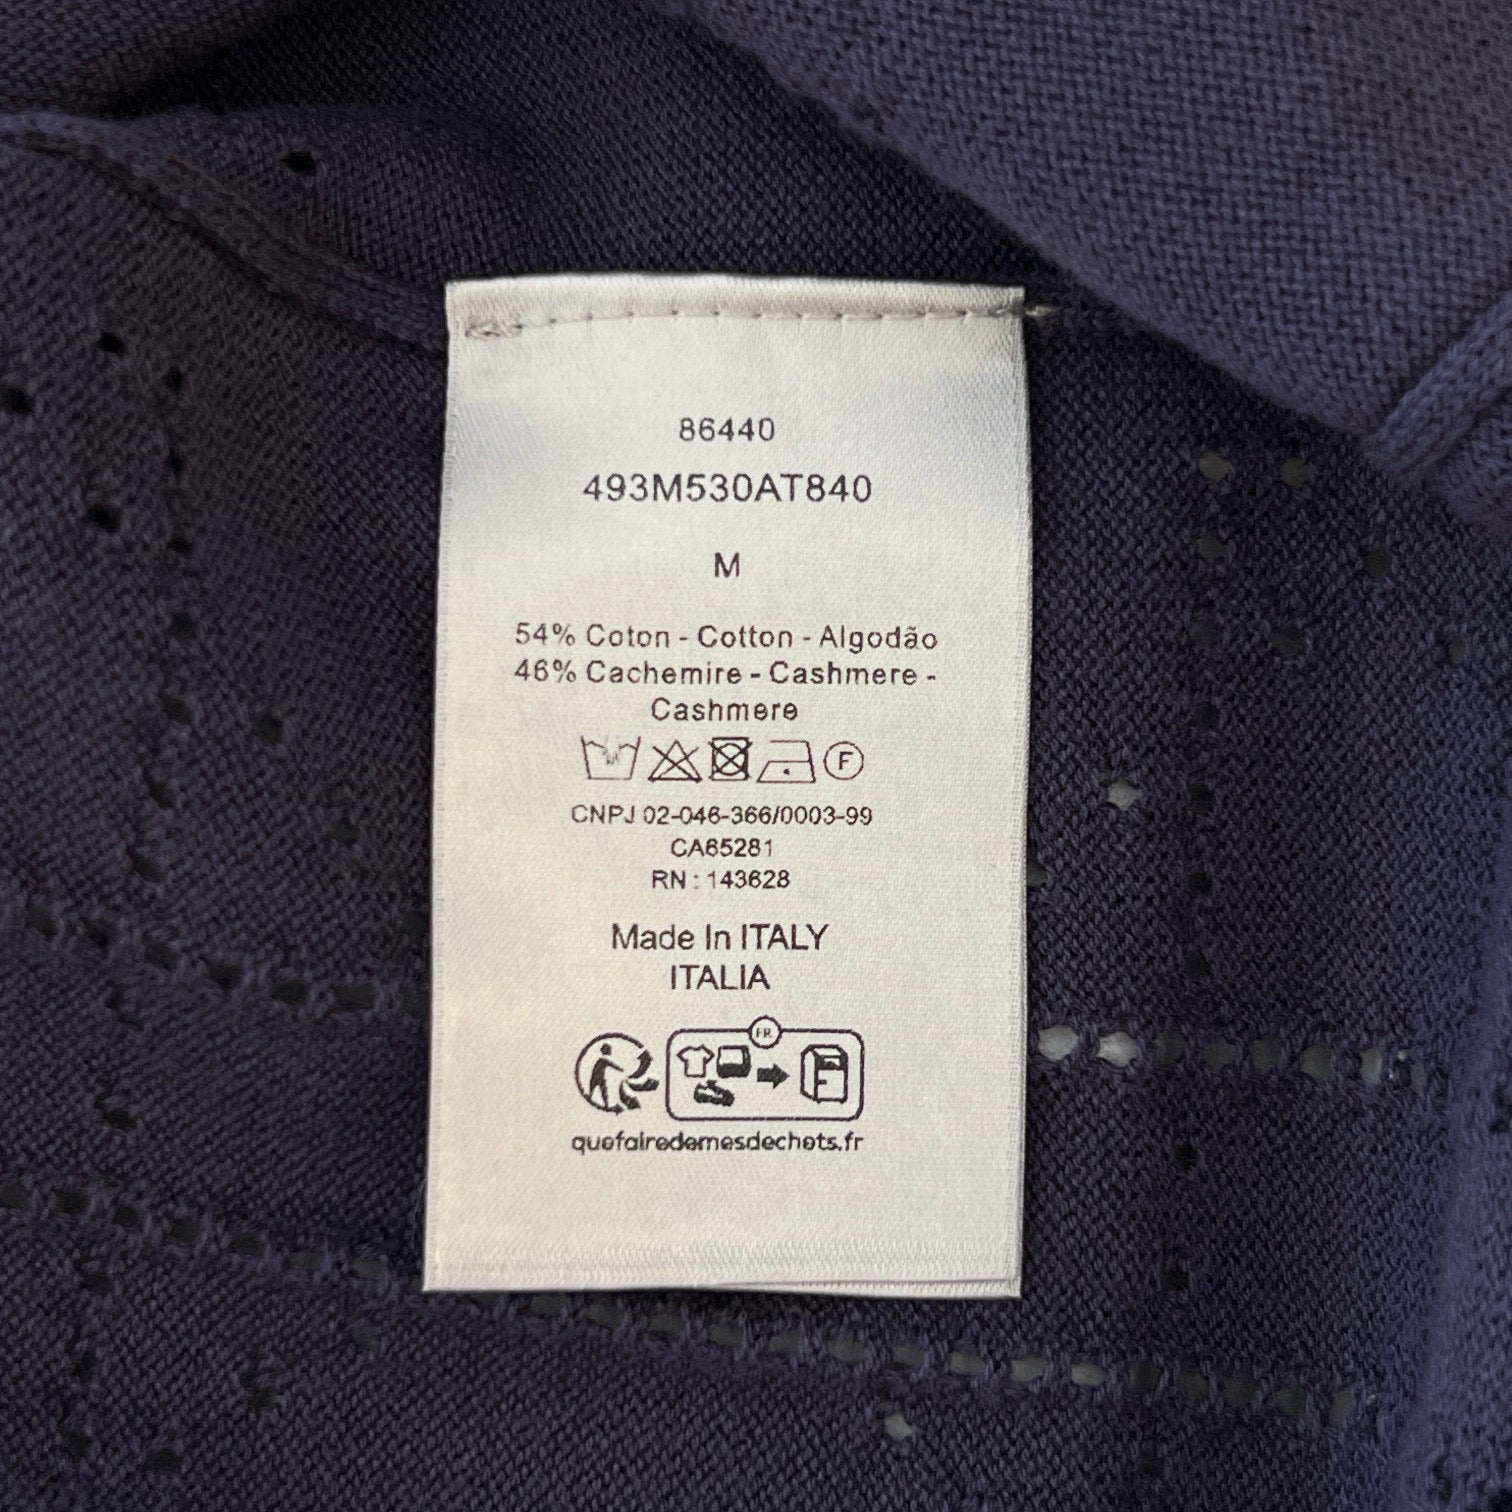 86440
493M530AT840
M
54% Coton - Cotton - Algodão
46% Cachemire - Cashmere -
Cashmere
F
CNPJ 02-046-366/0003-99
CA65281
RN : 143628
Made In ITALY
ITALIA
FR
quefairedemesdechets.fr